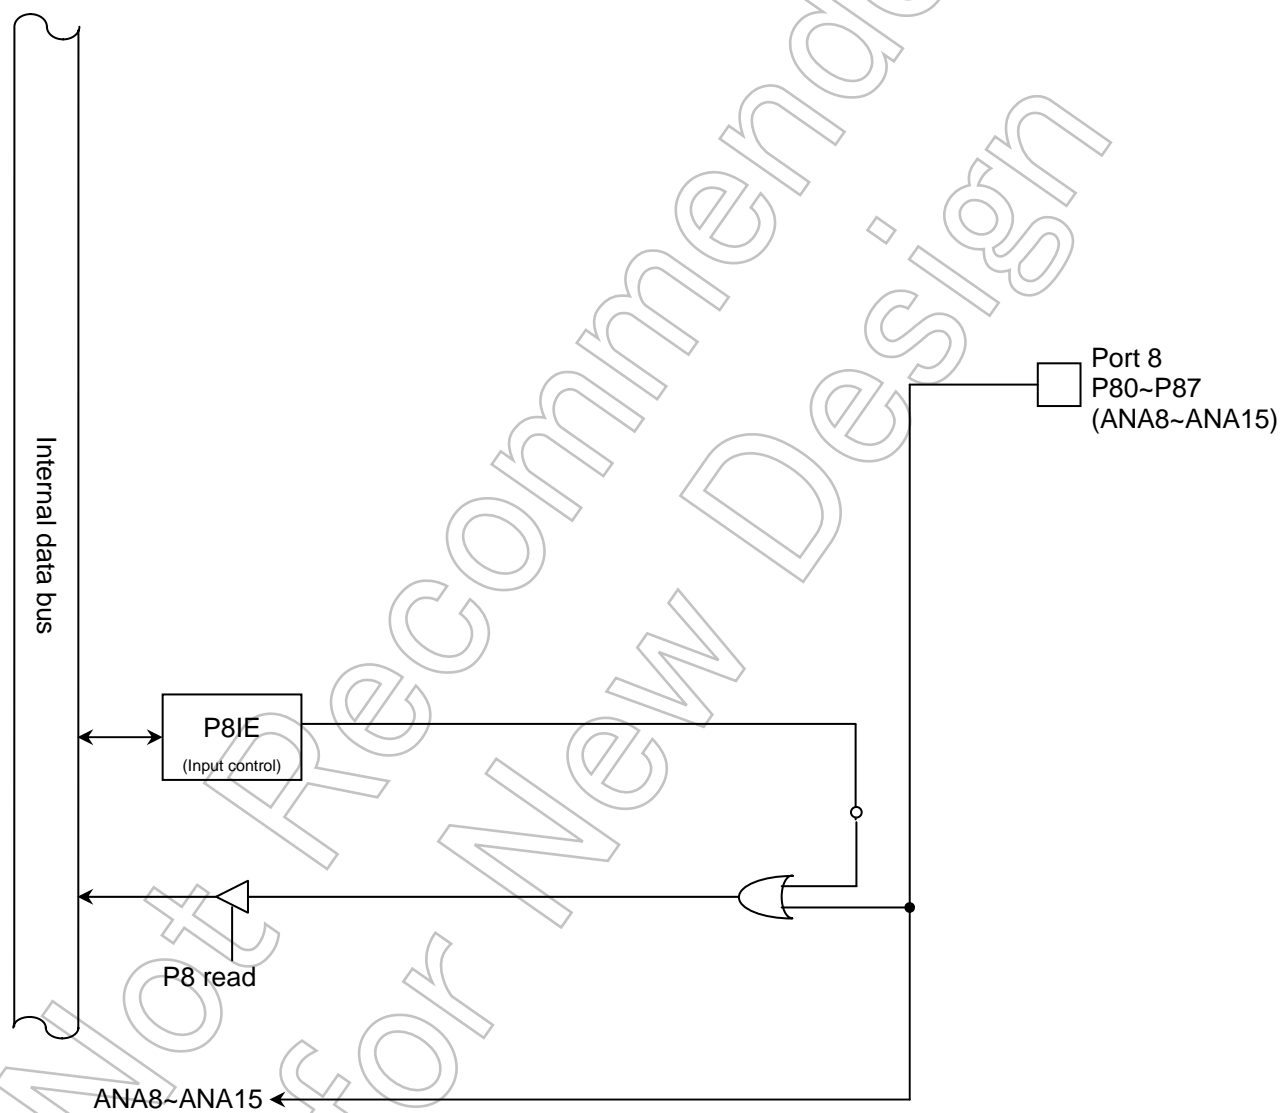 Not Recommended
for New Design
Port 8
P80~P87
(ANA8~ANA15)
Internal data bus
P8IE
(Input control)
P8 read
ANA8~ANA15